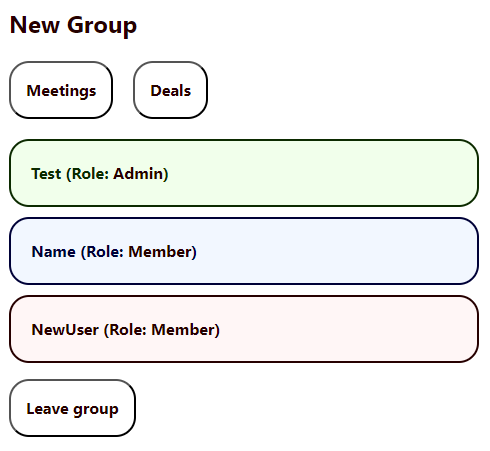 New Group
Meetings
Deals
Test (Role: Admin)
Name (Role: Member)
NewUser (Role: Member)
Leave group